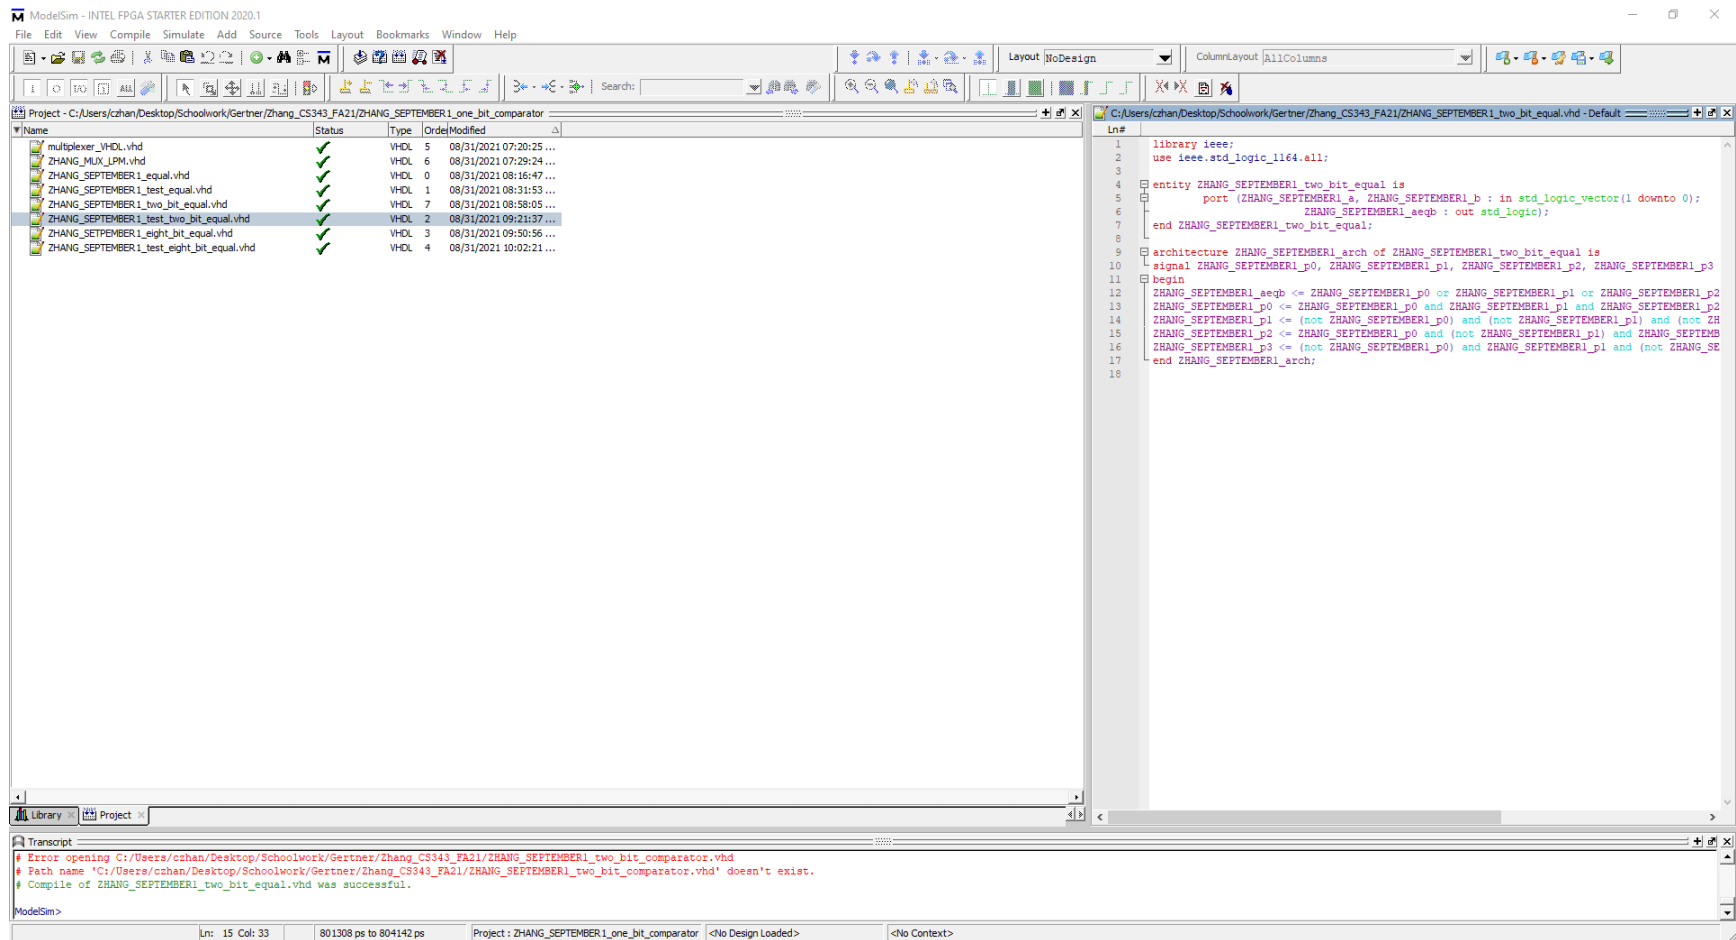 ModelSim - INTEL FPGA STARTER EDITION 2020.1
File Edit View Compile Simulate Add Source Tools Layout Bookmarks Window Help
Layout NoDesign
ColumnLayout AllColumns
Search:
Project - C:/Users/czhan/Desktop/Schoolwork/Gertner/Zhang_CS343_FA21/ZHANG_SEPTEMBER1_one_bit_comparator
Name Status Type Order Modified
multiplexer_VHDL.vhd VHDL 5 08/31/2021 07:20:25 ...
ZHANG_MUX_LPM.vhd VHDL 6 08/31/2021 07:29:24 ...
ZHANG_SEPTEMBER1_equal.vhd VHDL 0 08/31/2021 08:16:47 ...
ZHANG_SEPTEMBER1_test_equal.vhd VHDL 1 08/31/2021 08:31:53 ...
ZHANG_SEPTEMBER1_two_bit_equal.vhd VHDL 7 08/31/2021 08:58:05 ...
ZHANG_SEPTEMBER1_test_two_bit_equal.vhd VHDL 2 08/31/2021 09:21:37 ...
ZHANG_SETPEMBER1_eight_bit_equal.vhd VHDL 3 08/31/2021 09:50:56 ...
ZHANG_SEPTEMBER1_test_eight_bit_equal.vhd VHDL 4 08/31/2021 10:02:21 ...
Library
Project
C:/Users/czhan/Desktop/Schoolwork/Gertner/Zhang_CS343_FA21/ZHANG_SEPTEMBER1_two_bit_equal.vhd - Default
Ln#
1 library ieee;
2 use ieee.std_logic_1164.all;
3
4 entity ZHANG_SEPTEMBER1_two_bit_equal is
5 port (ZHANG_SEPTEMBER1_a, ZHANG_SEPTEMBER1_b : in std_logic_vector(1 downto 0);
6 ZHANG_SEPTEMBER1_aeqb : out std_logic);
7 end ZHANG_SEPTEMBER1_two_bit_equal;
8
9 architecture ZHANG_SEPTEMBER1_arch of ZHANG_SEPTEMBER1_two_bit_equal is
10 signal ZHANG_SEPTEMBER1_p0, ZHANG_SEPTEMBER1_p1, ZHANG_SEPTEMBER1_p2, ZHANG_SEPTEMBER1_p3
11 begin
12 ZHANG_SEPTEMBER1_aeqb <= ZHANG_SEPTEMBER1_p0 or ZHANG_SEPTEMBER1_p1 or ZHANG_SEPTEMBER1_p2
13 ZHANG_SEPTEMBER1_p0 <= ZHANG_SEPTEMBER1_p0 and ZHANG_SEPTEMBER1_p1 and ZHANG_SEPTEMBER1_p2
14 ZHANG_SEPTEMBER1_p1 <= (not ZHANG_SEPTEMBER1_p0) and (not ZHANG_SEPTEMBER1_p1) and (not ZH
15 ZHANG_SEPTEMBER1_p2 <= ZHANG_SEPTEMBER1_p0 and (not ZHANG_SEPTEMBER1_p1) and ZHANG_SEPTEMB
16 ZHANG_SEPTEMBER1_p3 <= (not ZHANG_SEPTEMBER1_p0) and ZHANG_SEPTEMBER1_p1 and (not ZHANG_SE
17 end ZHANG_SEPTEMBER1_arch;
18
Transcript
# Error opening C:/Users/czhan/Desktop/Schoolwork/Gertner/Zhang_CS343_FA21/ZHANG_SEPTEMBER1_two_bit_comparator.vhd
# Path name 'C:/Users/czhan/Desktop/Schoolwork/Gertner/Zhang_CS343_FA21/ZHANG_SEPTEMBER1_two_bit_comparator.vhd' doesn't exist.
# Compile of ZHANG_SEPTEMBER1_two_bit_equal.vhd was successful.
ModelSim>
Ln: 15 Col: 33
801308 ps to 804142 ps
Project : ZHANG_SEPTEMBER1_one_bit_comparator
<No Design Loaded>
<No Context>